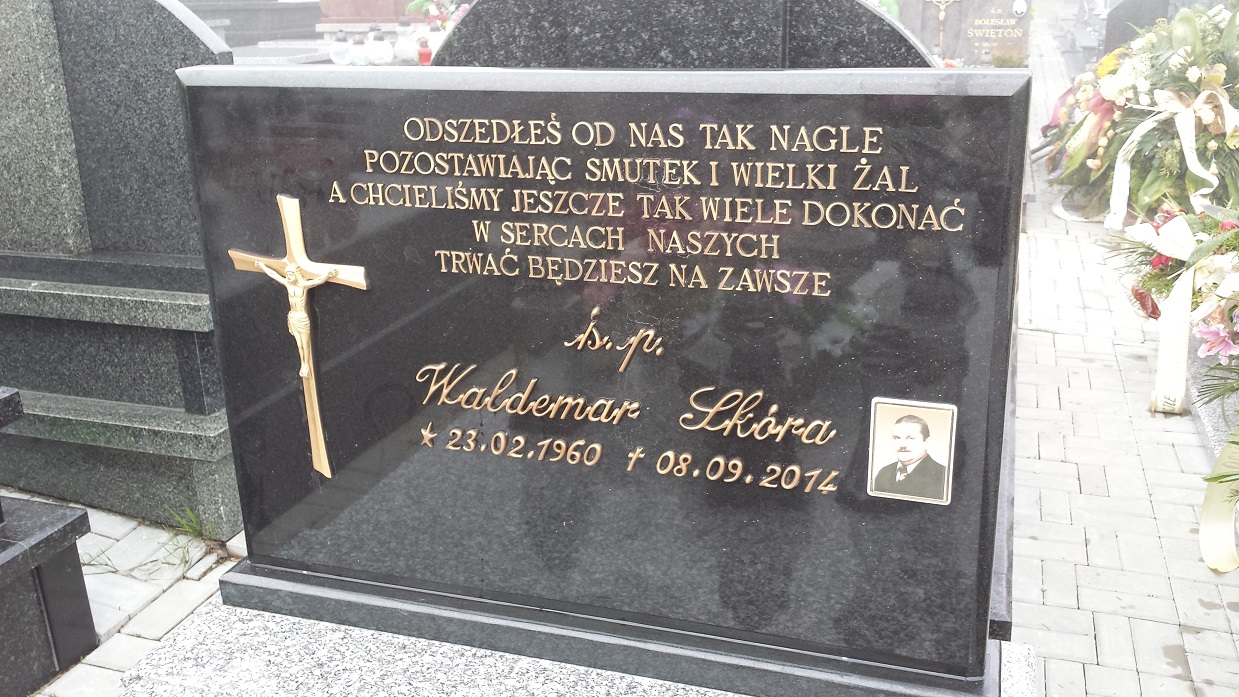 BOLESŁAW
ŚWIĘTOŃ
ODSZEDŁEŚ OD NAS TAK NAGLE
POZOSTAWIAJĄC SMUTEK I WIELKI ŻAL
A CHCIELIŚMY JESZCZE TAK WIELE DOKONAĆ
W SERCACH NASZYCH
TRWAĆ BĘDZIESZ NA ZAWSZE
ś.p.
Waldemar Skóra
★ 23.02.1960 † 08.09.2014